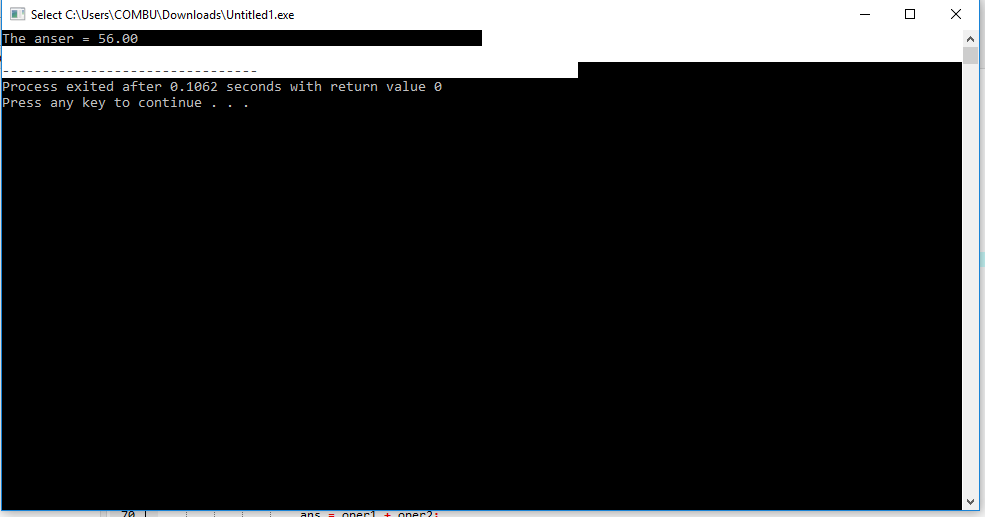 Select C:\Users\COMBU\Downloads\Untitled1.exe
The anser = 56.00
--------------------------------
Process exited after 0.1062 seconds with return value 0
Press any key to continue . . .
70
ans = oper1 + oper2;